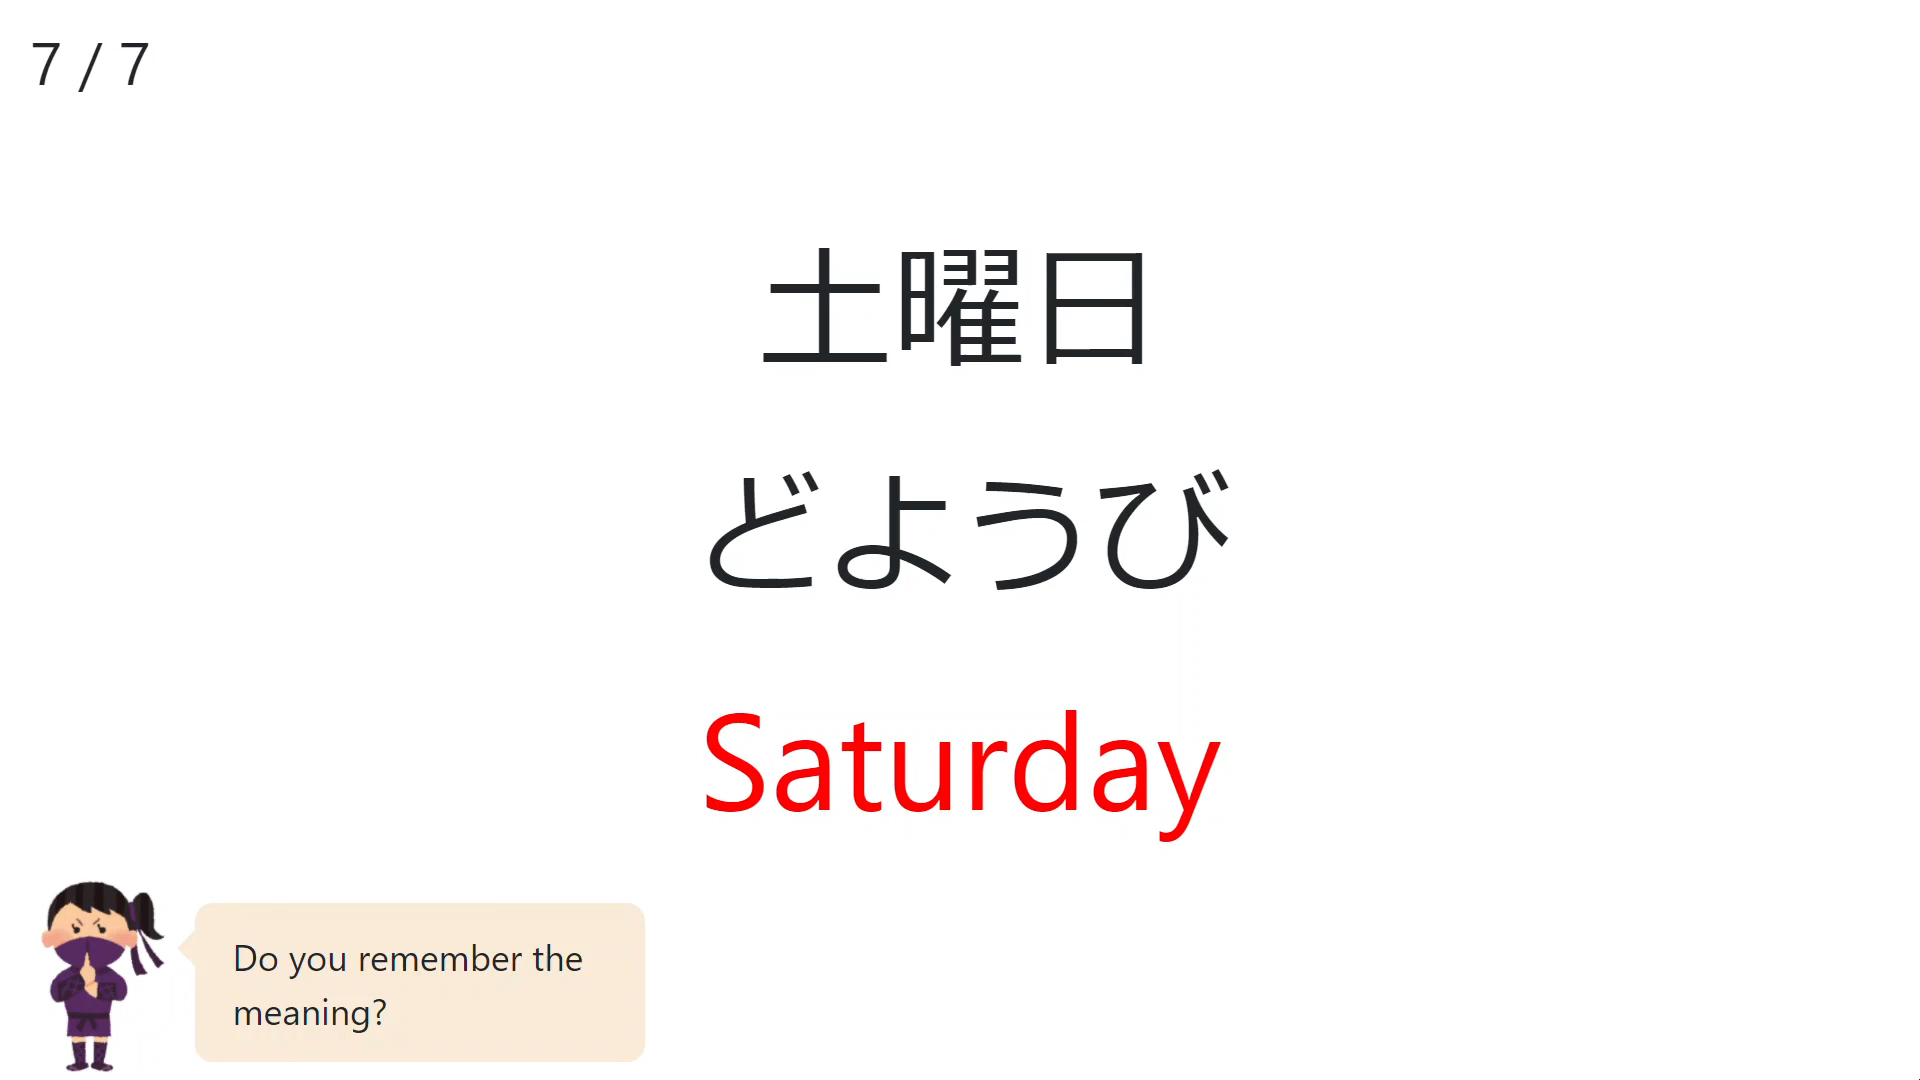 7 / 7
土曜日
どようび
Saturday
Do you remember the
meaning?